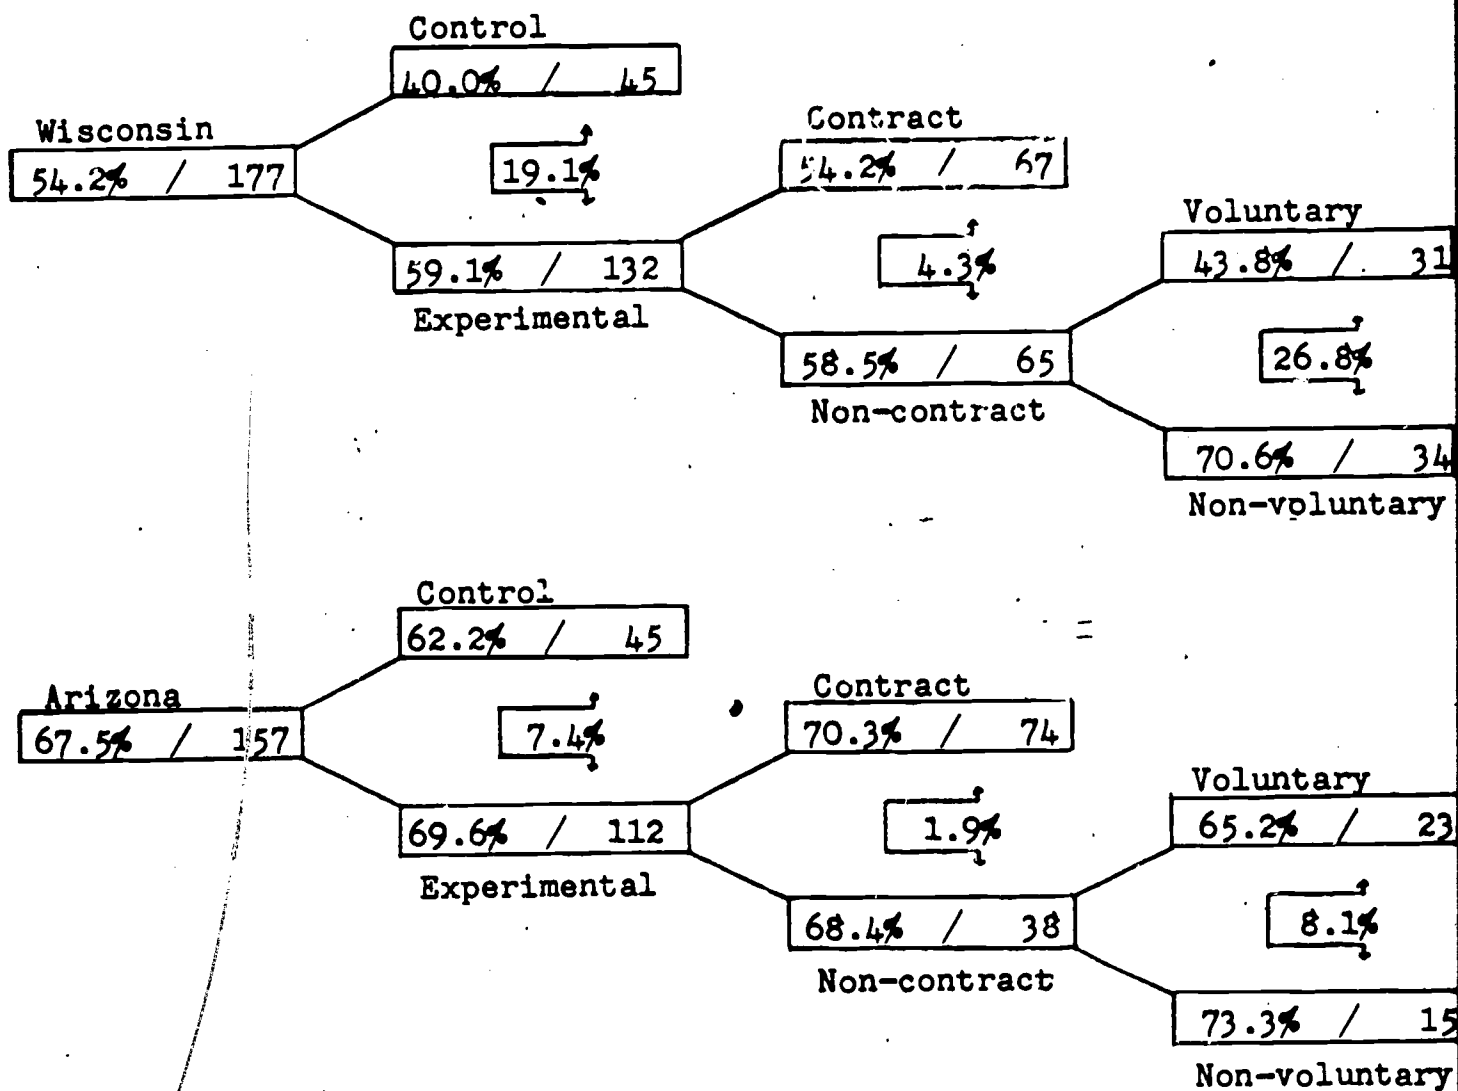 Control
40.0% / 45
Wisconsin
54.2% / 177
19.1%
Contract
54.2% / 67
59.1% / 132
Experimental
4.3%
Voluntary
43.8% / 31
58.5% / 65
Non-contract
26.8%
70.6% / 34
Non-voluntary
Control
62.2% / 45
Arizona
67.5% / 157
7.4%
Contract
70.3% / 74
69.6% / 112
Experimental
1.9%
Voluntary
65.2% / 23
68.4% / 38
Non-contract
8.1%
73.3% / 15
Non-voluntary